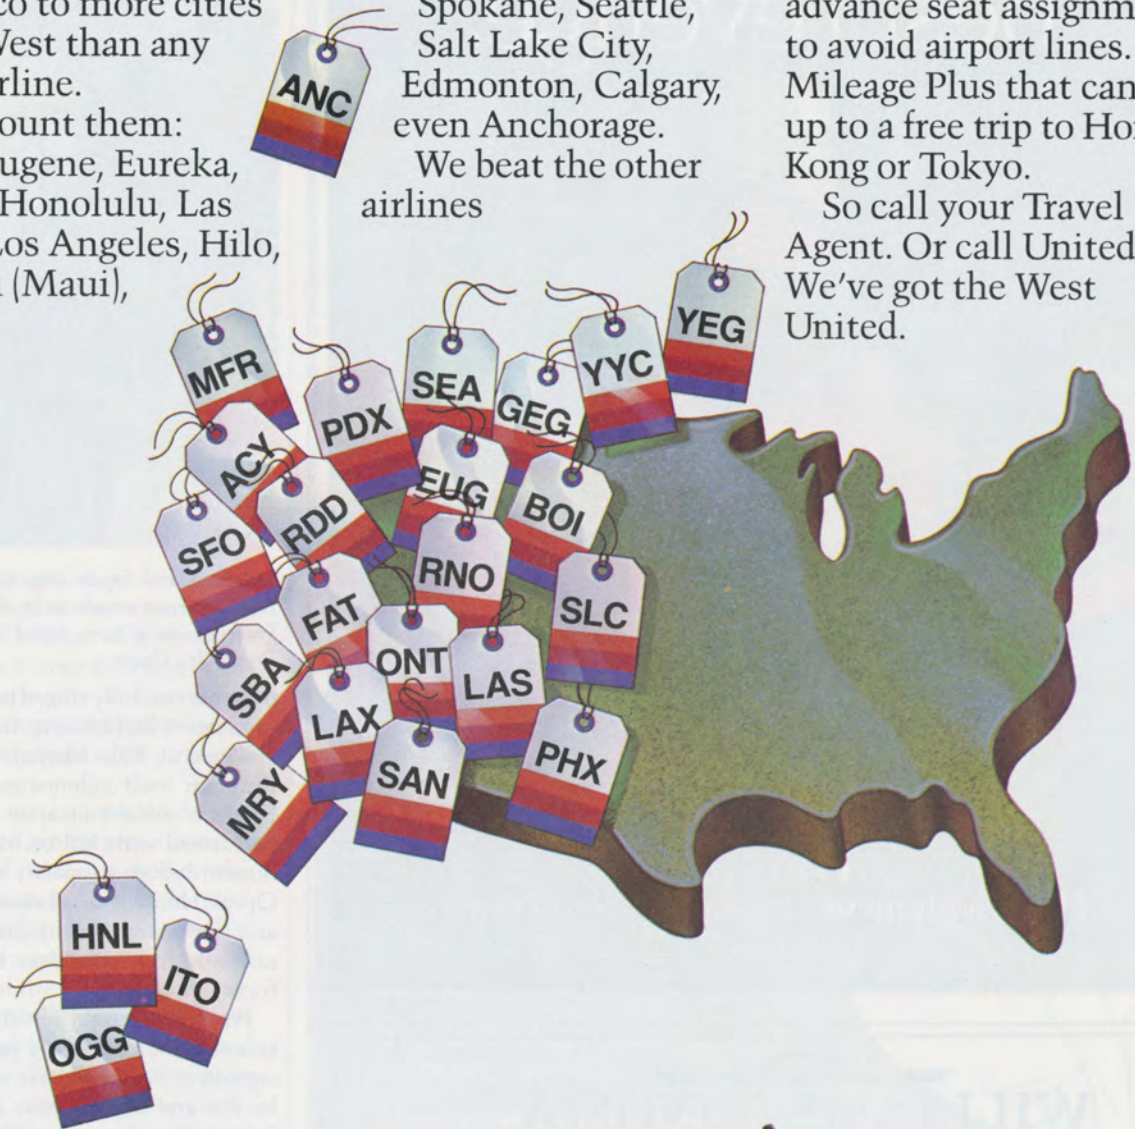 co to more cities
West than any
rline.
ount them:
ugene, Eureka,
Honolulu, Las
Los Angeles, Hilo,
i (Maui),
Spokane, Seattle,
Salt Lake City,
Edmonton, Calgary,
even Anchorage.
We beat the other
airlines
advance seat assignm
to avoid airport lines.
Mileage Plus that can
up to a free trip to Hon
Kong or Tokyo.
So call your Travel
Agent. Or call United
We've got the West
United.
ANC
YEG
MFR
PDX
SEA
GEG
YYC
ACY
EUG
BOI
SFO
RDD
RNO
SLC
FAT
ONT
LAS
SBA
LAX
SAN
PHX
MRY
HNL
ITO
OGG